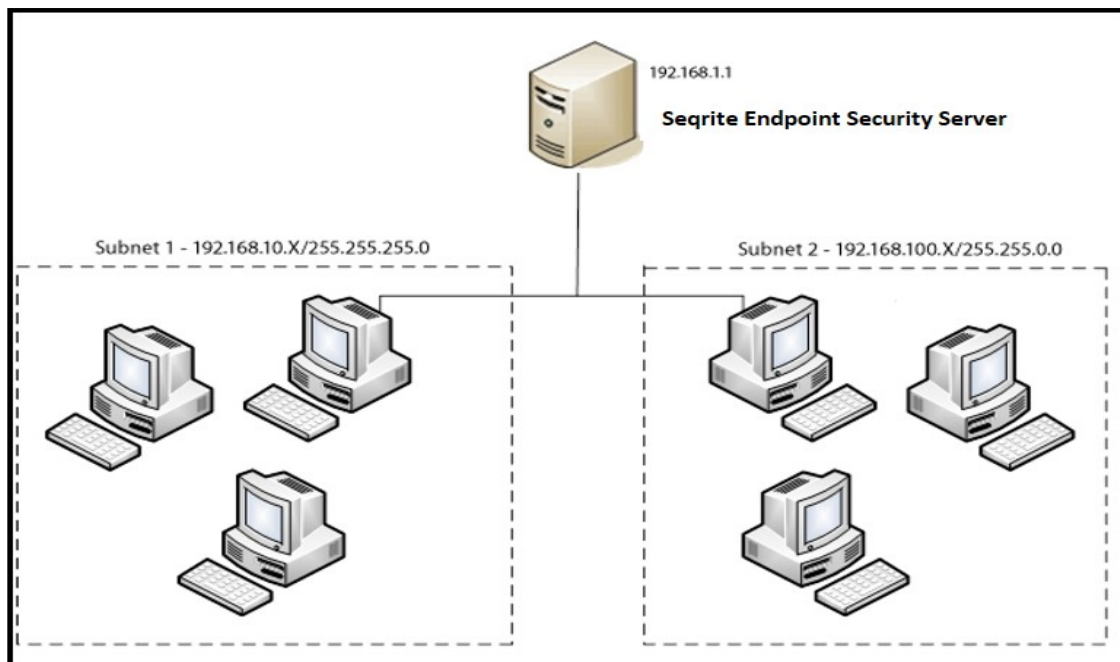 192.168.1.1
Seqrite Endpoint Security Server
Subnet 1 - 192.168.10.X/255.255.255.0
Subnet 2 - 192.168.100.X/255.255.0.0